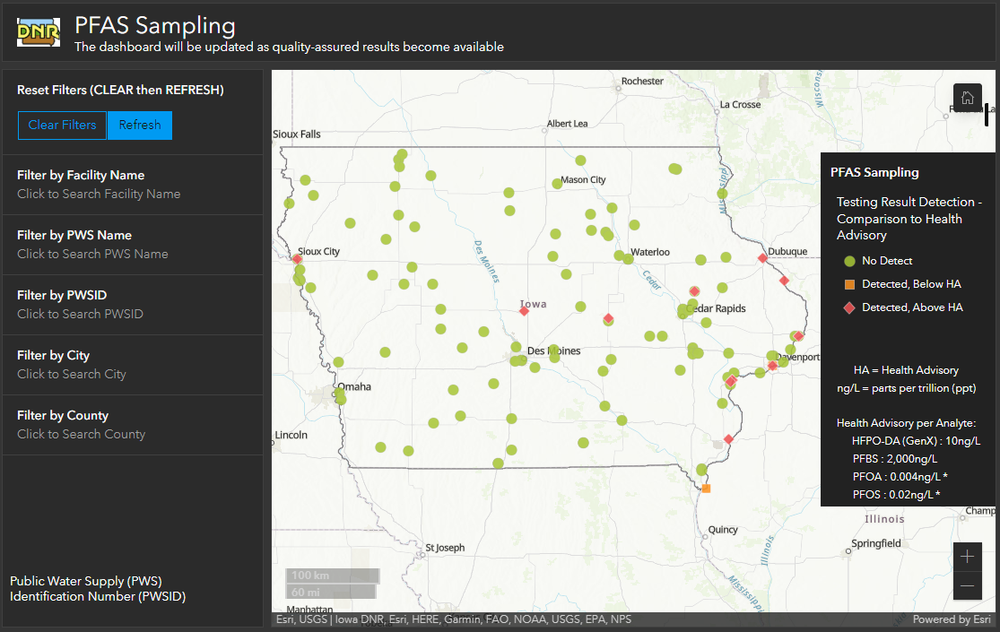 DNR
PFAS Sampling
The dashboard will be updated as quality-assured results become available
Reset Filters (CLEAR then REFRESH)
Clear Filters
Refresh
Filter by Facility Name
Click to Search Facility Name
Filter by PWS Name
Click to Search PWS Name
Filter by PWSID
Click to Search PWSID
Filter by City
Click to Search City
Filter by County
Click to Search County
Public Water Supply (PWS)
Identification Number (PWSID)
Rochester
La Crosse
Albert Lea
Sioux Falls
Mason City
Mississippi
Sioux City
Des Moines
Waterloo
Dubuque
Cedar
Iowa
Cedar Rapids
Des Moines
Davenport
Omaha
Lincoln
Quincy
Illinois
Champ
Springfield
St Joseph
Illinois
Mississippi
Manhattan
100 km
60 mi
PFAS Sampling
Testing Result Detection -
Comparison to Health
Advisory
No Detect
Detected, Below HA
Detected, Above HA
HA = Health Advisory
ng/L = parts per trillion (ppt)
Health Advisory per Analyte:
HFPO-DA (GenX) : 10ng/L
PFBS : 2,000ng/L
PFOA : 0.004ng/L *
PFOS : 0.02ng/L *
Esri, USGS | Iowa DNR, Esri, HERE, Garmin, FAO, NOAA, USGS, EPA, NPS
Powered by Esri